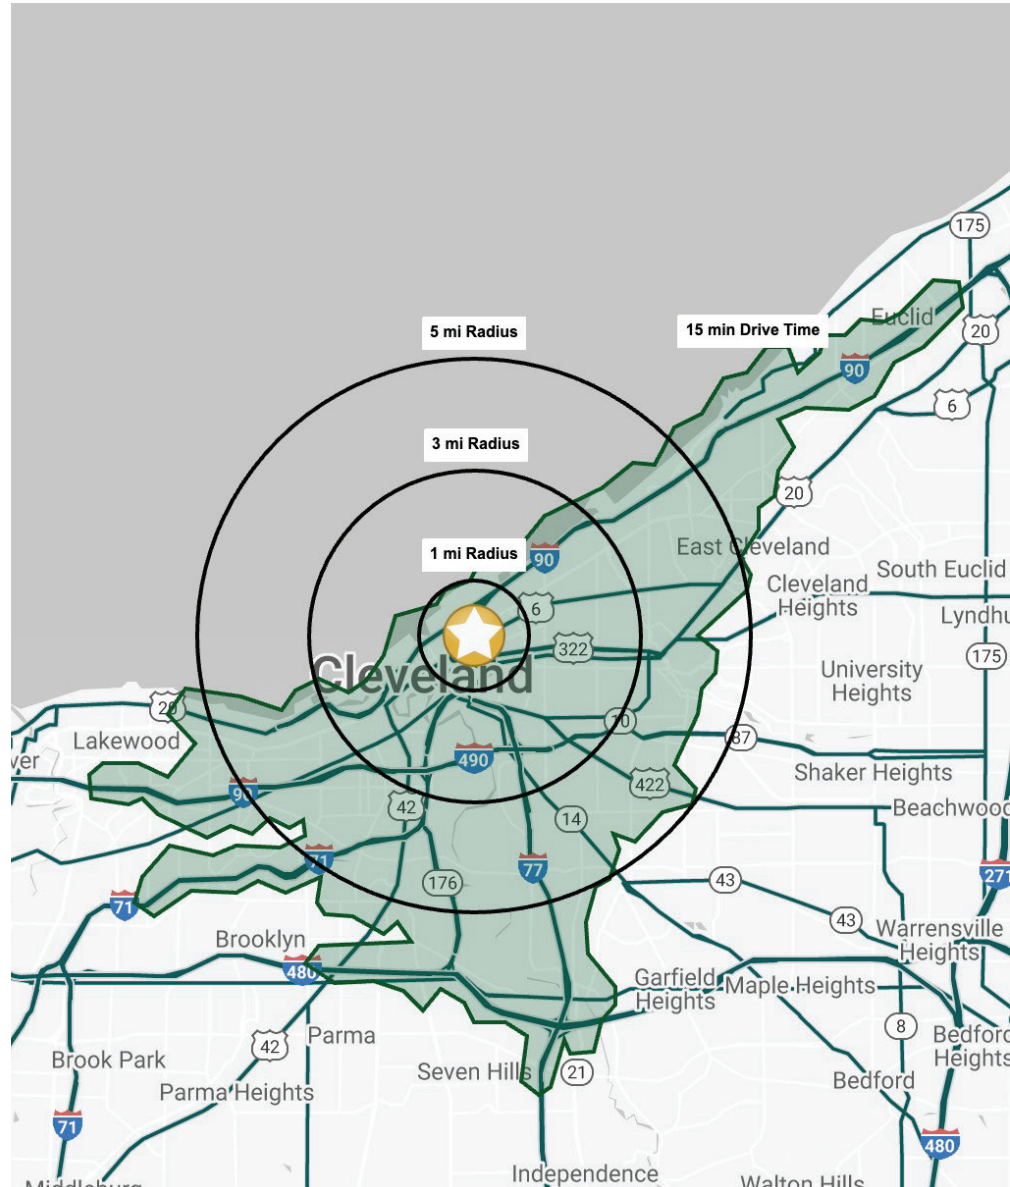 175
5 mi Radius
15 min Drive Time
Euclid
20
90
6
3 mi Radius
20
1 mi Radius
90
East Cleveland
South Euclid
Cleveland
Heights
6
Lyndhu
322
175
Cleveland
University
Heights
20
10
87
Lakewood
ver
490
Shaker Heights
422
90
42
14
Beachwood
71
77
271
176
43
71
43
Warrensville
Heights
Brooklyn
480
Garfield
Heights
Maple Heights
8
Bedford
Heights
Parma
42
Brook Park
Seven Hills
21
Bedford
Parma Heights
71
480
Independence
Walton Hills
Middleburg